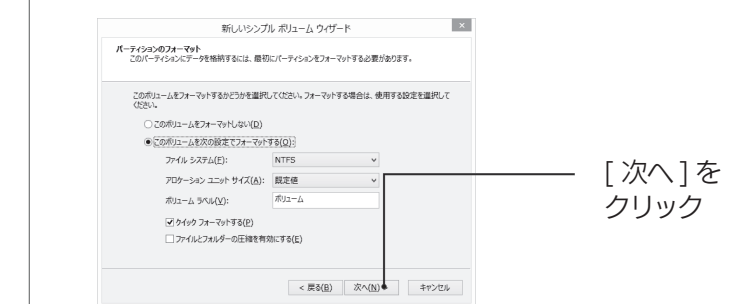 新しいシンプル ボリューム ウィザード
×
パーティションのフォーマット
このパーティションにデータを格納するには、最初にパーティションをフォーマットする必要があります。
このボリュームをフォーマットするかどうかを選択してください。フォーマットする場合は、使用する設定を選択して
ください。
このボリュームをフォーマットしない(D)
このボリュームを次の設定でフォーマットする(O):
ファイル システム(F): NTFS
アロケーション ユニット サイズ(A): 既定値
ボリューム ラベル(V): ボリューム
クイック フォーマットする(P)
ファイルとフォルダーの圧縮を有効にする(E)
< 戻る(B) 次へ(N) キャンセル
[ 次へ ] を
クリック